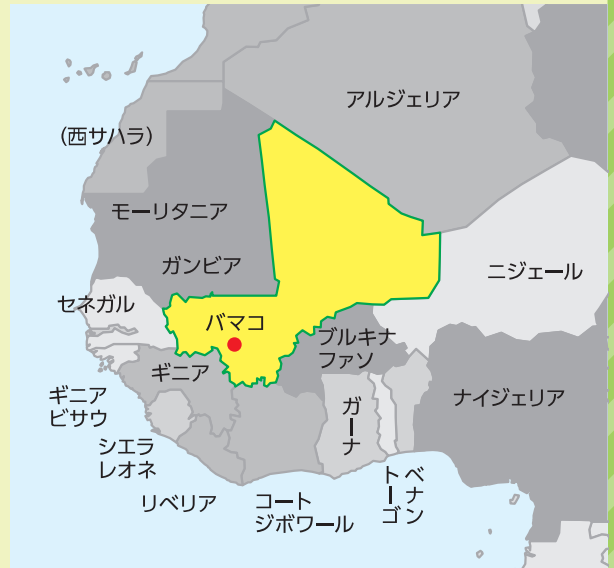 アルジェリア
（西サハラ）
モーリタニア
ガンビア
ニジェール
セネガル
バマコ
ブルキナ
ファソ
ギニア
ギニア
ビサウ
ガーナ
ナイジェリア
シエラ
レオネ
リベリア
コート
ジボワール
トーゴ
ベナン